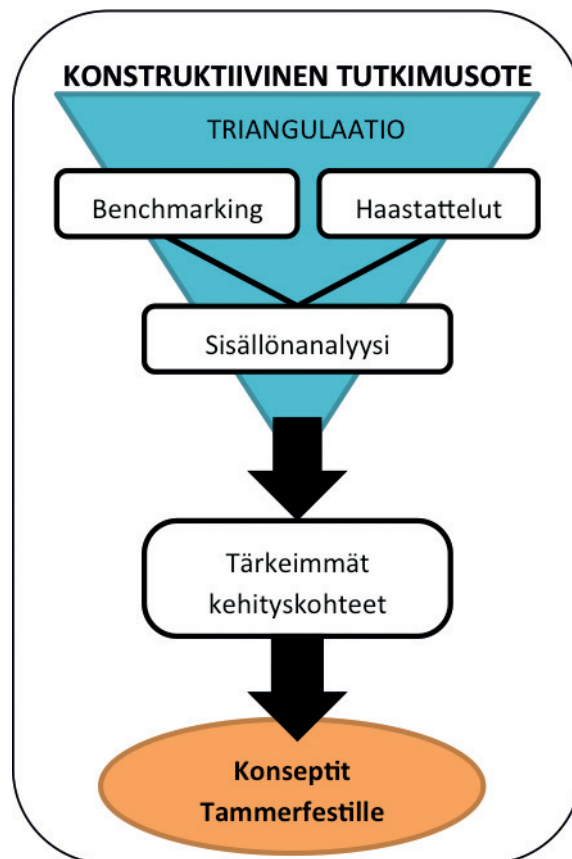 KONSTRUKTIIVINEN TUTKIMUSOTE
TRIANGULAATIO
Benchmarking
Haastattelut
Sisällönanalyysi
Tärkeimmät
kehityskohteet
Konseptit
Tammerfestille